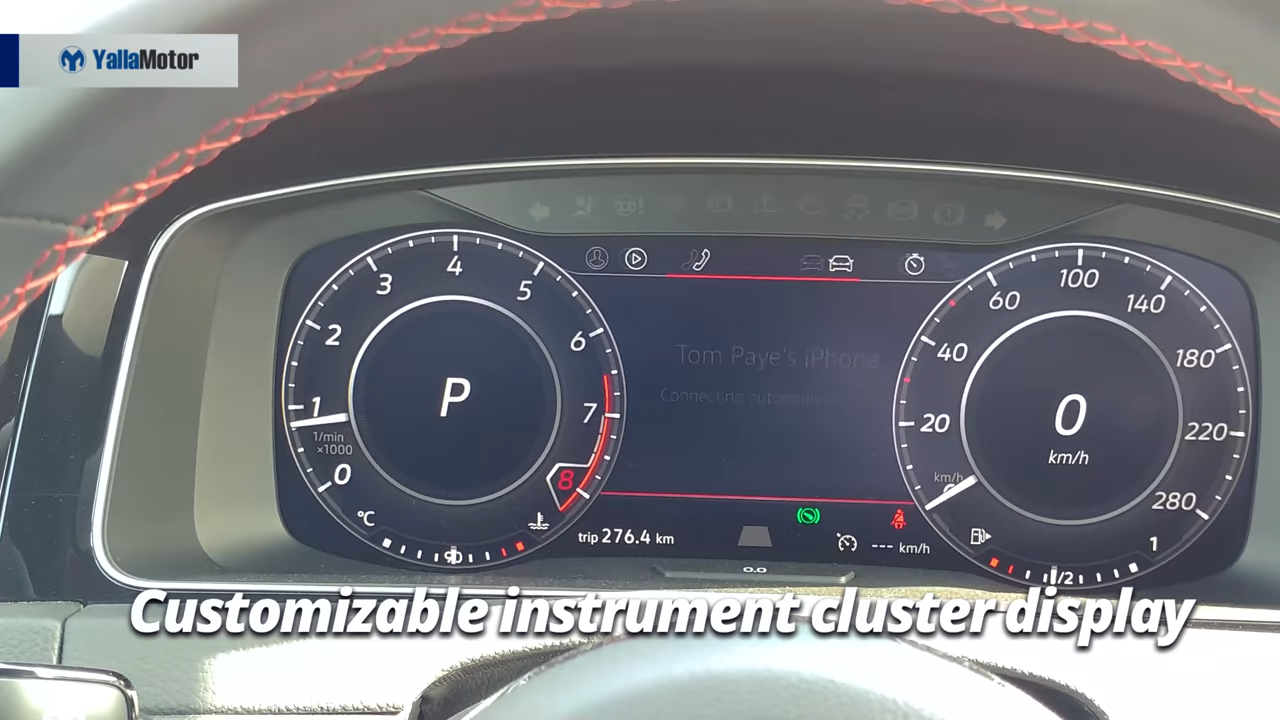 YallaMotor
1 2 3 4 5 6 7 8
1/min
×1000
0
P
°C
90
Tom Paye's iPhone
trip 276.4 km
--- km/h
0.0
20 40 60 100 140 180 220 280
km/h
0
km/h
1/2 1
Customizable instrument cluster display